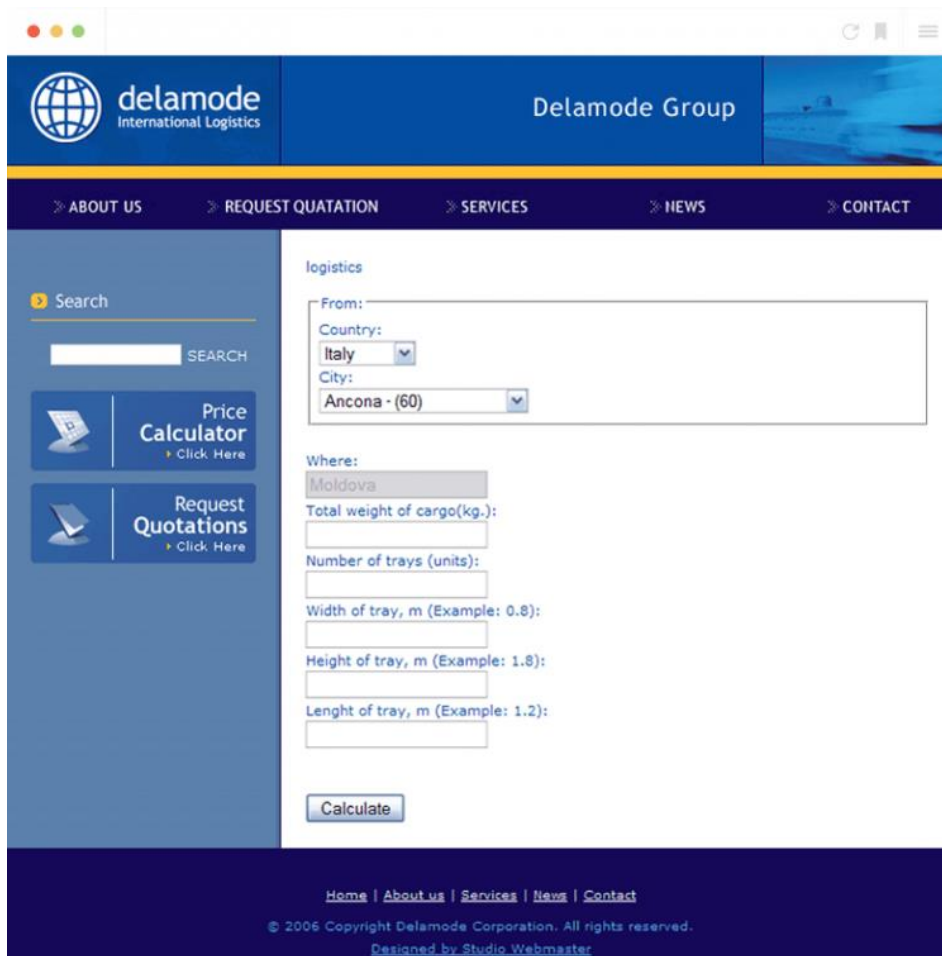 delamode
International Logistics
Delamode Group
ABOUT US
REQUEST QUATATION
SERVICES
NEWS
CONTACT
Search
SEARCH
Price
Calculator
Click Here
Request
Quotations
Click Here
logistics
From:
Country:
Italy
City:
Ancona - (60)
Where:
Moldova
Total weight of cargo(kg.):
Number of trays (units):
Width of tray, m (Example: 0.8):
Height of tray, m (Example: 1.8):
Lenght of tray, m (Example: 1.2):
Calculate
Home | About us | Services | News | Contact
© 2006 Copyright Delamode Corporation. All rights reserved.
Designed by Studio Webmaster